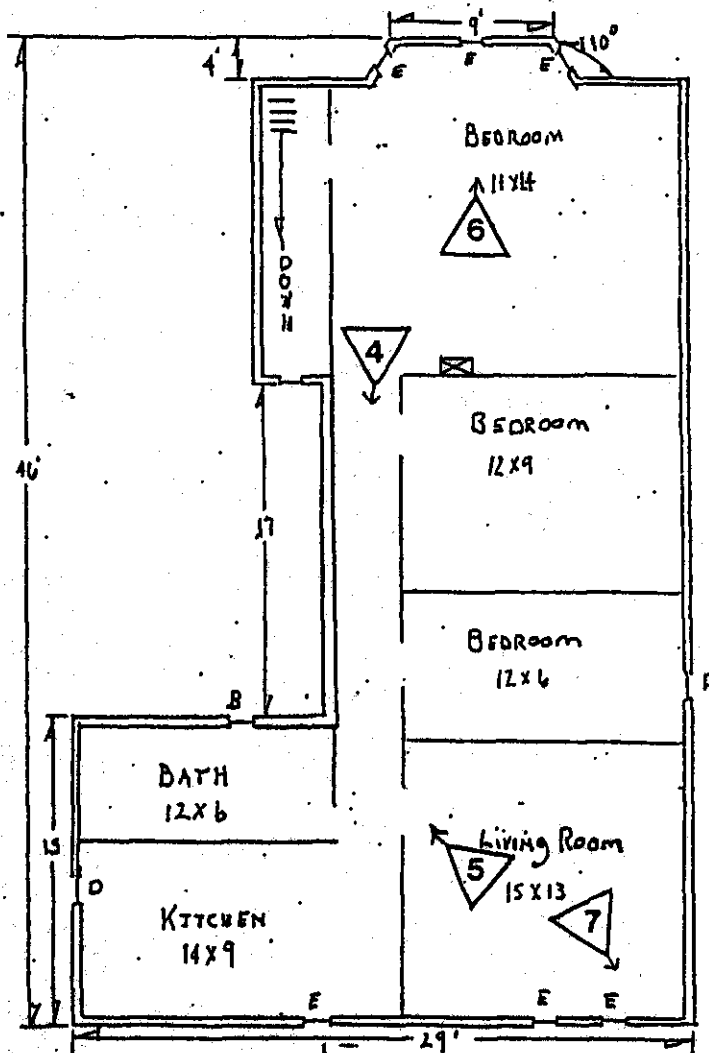 9'
110°
4'
E
E
E
BEDROOM
11X14
6
DOWN
4
BEDROOM
12X9
46'
17
BEDROOM
12X6
B
BATH
12X6
Living Room
15X13
5
15
D
7
KITCHEN
14X9
E
E
E
29'